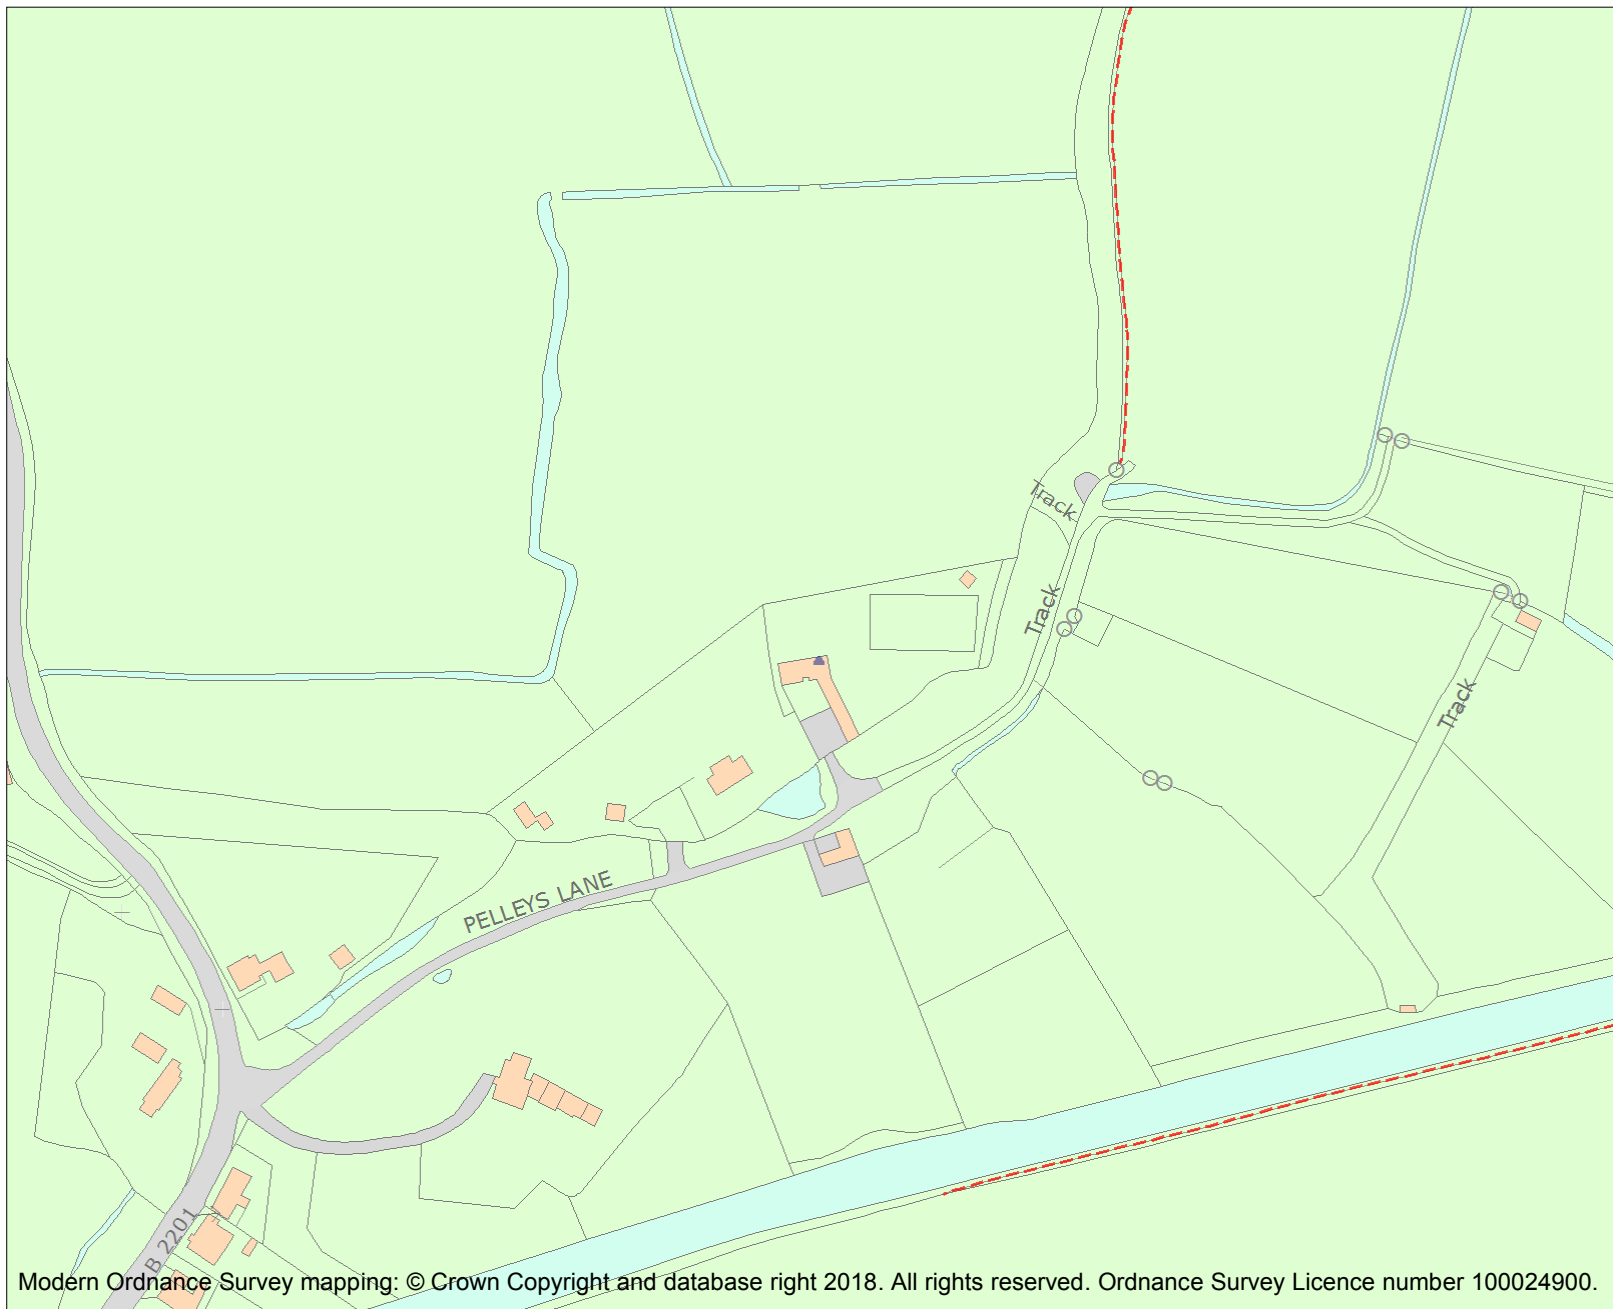 Track
Track
Track
PELLEYS LANE
B 2201
Modern Ordnance Survey mapping: © Crown Copyright and database right 2018. All rights reserved. Ordnance Survey Licence number 100024900.